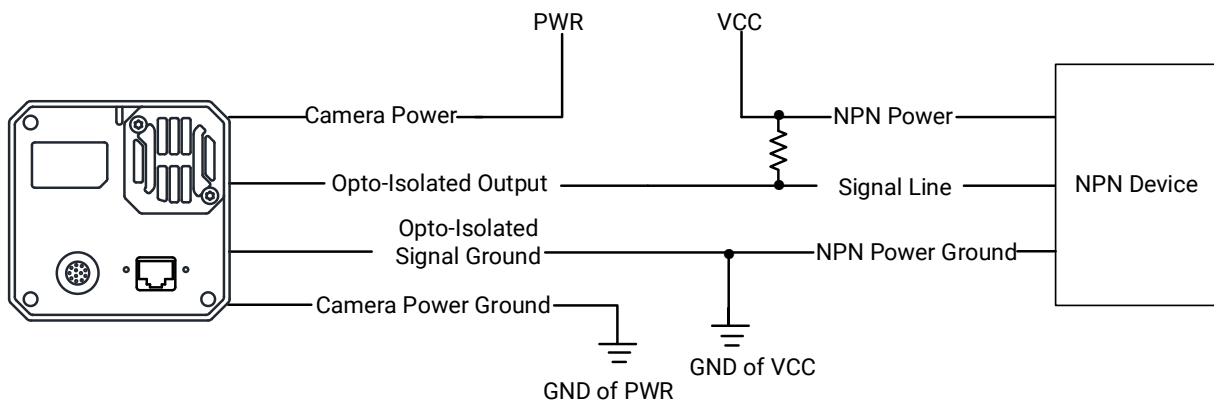 PWR
VCC
Camera Power
NPN Power
Opto-Isolated Output
Signal Line
NPN Device
Opto-Isolated
Signal Ground
NPN Power Ground
Camera Power Ground
GND of VCC
GND of PWR